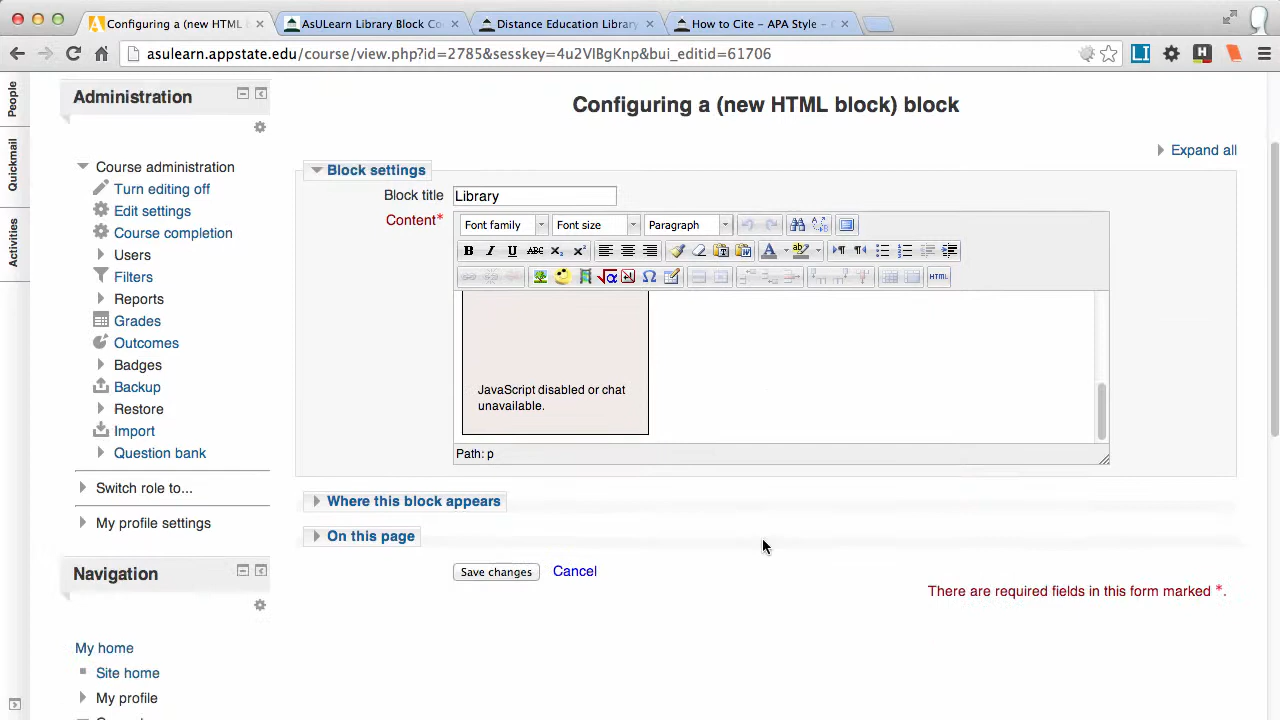 Configuring a (new HTML
AsULearn Library Block Co
Distance Education Library
How to Cite – APA Style – C
asulearn.appstate.edu/course/view.php?id=2785&sesskey=4u2VlBgKnp&bui_editid=61706
People
Quickmail
Activities
Administration
Course administration
Turn editing off
Edit settings
Course completion
Users
Filters
Reports
Grades
Outcomes
Badges
Backup
Restore
Import
Question bank
Switch role to...
My profile settings
Navigation
My home
Site home
My profile
Configuring a (new HTML block) block
Expand all
Block settings
Block title Library
Content*
Font family Font size Paragraph
B I U ABC
HTML
JavaScript disabled or chat
unavailable.
Path: p
Where this block appears
On this page
Save changes Cancel
There are required fields in this form marked *.